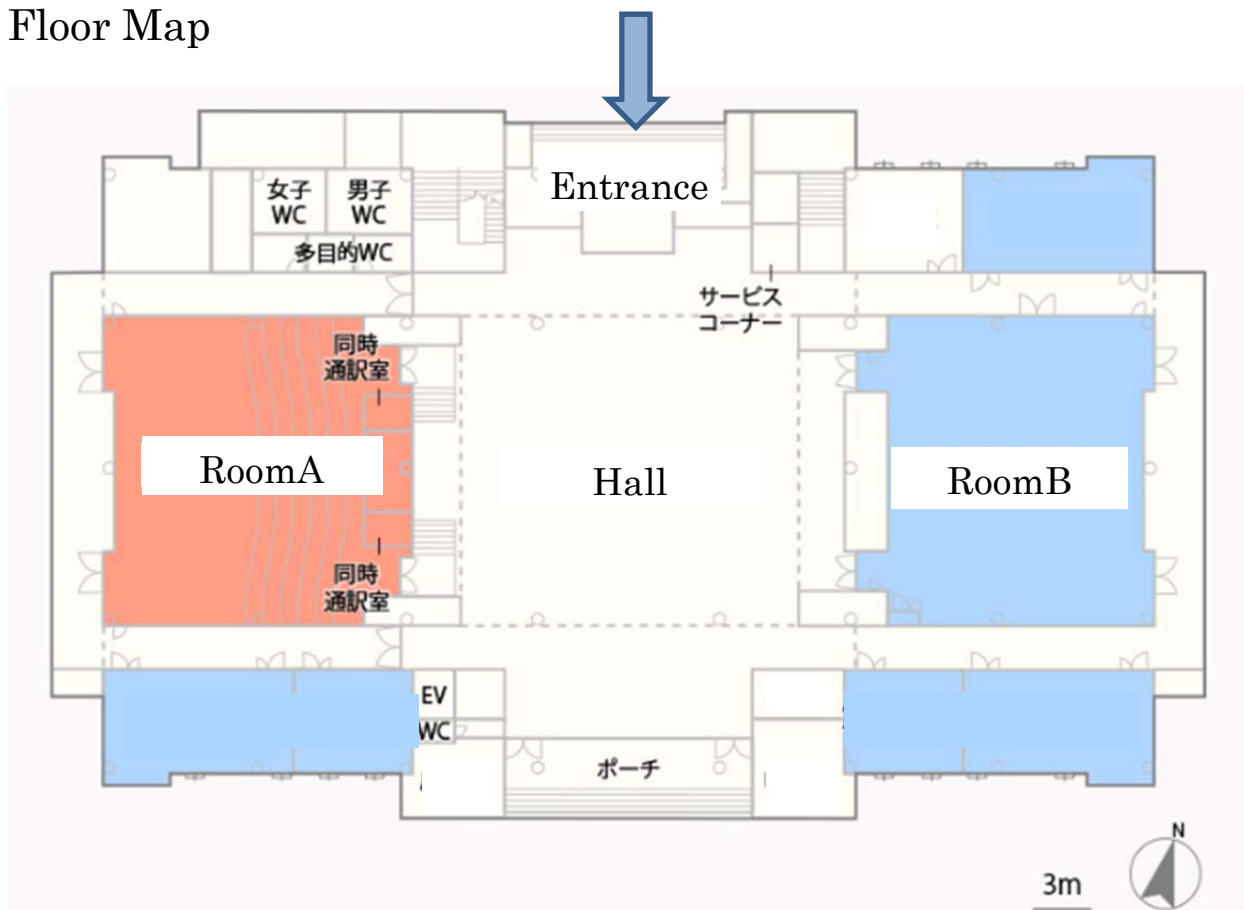 Floor Map
Entrance
女子
WC
男子
WC
多目的WC
サービス
コーナー
同時
通訳室
RoomA
Hall
RoomB
同時
通訳室
EV
WC
ポーチ
N
3m